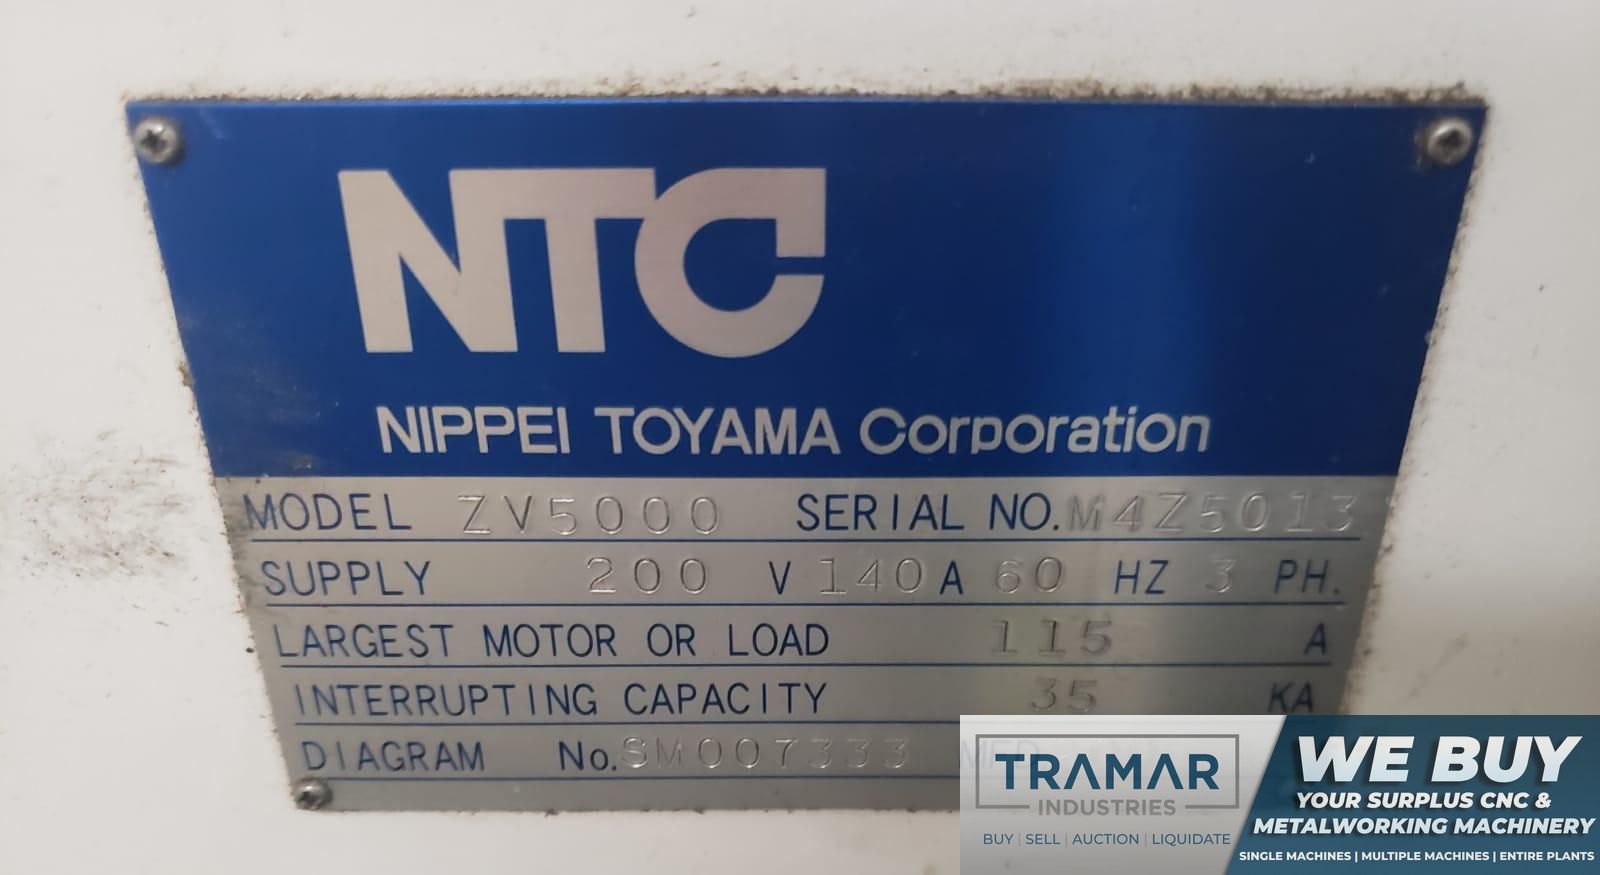 NTC
NIPPEI TOYAMA Corporation
MODEL ZV5000 SERIAL NO. M4Z5013
SUPPLY 200 V 140 A 60 HZ 3 PH.
LARGEST MOTOR OR LOAD 115 A
INTERRUPTING CAPACITY 35 KA
DIAGRAM No. SM007333
TRAMAR
INDUSTRIES
BUY | SELL | AUCTION | LIQUIDATE
WE BUY
YOUR SURPLUS CNC &
METALWORKING MACHINERY
SINGLE MACHINES | MULTIPLE MACHINES | ENTIRE PLANTS